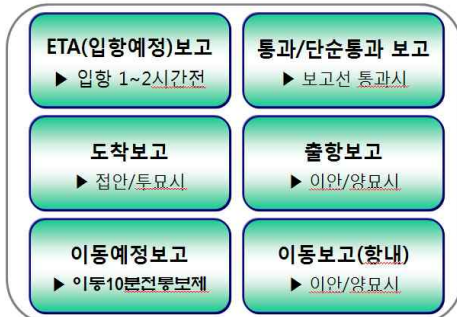 ETA(입항예정)보고
▶ 입항 1~2시간전
통과/단순통과 보고
▶ 보고선 통과시
도착보고
▶ 접안/투묘시
출항보고
▶ 이안/양묘시
이동예정보고
▶ 이동10분전통보제
이동보고(항내)
▶ 이안/양묘시